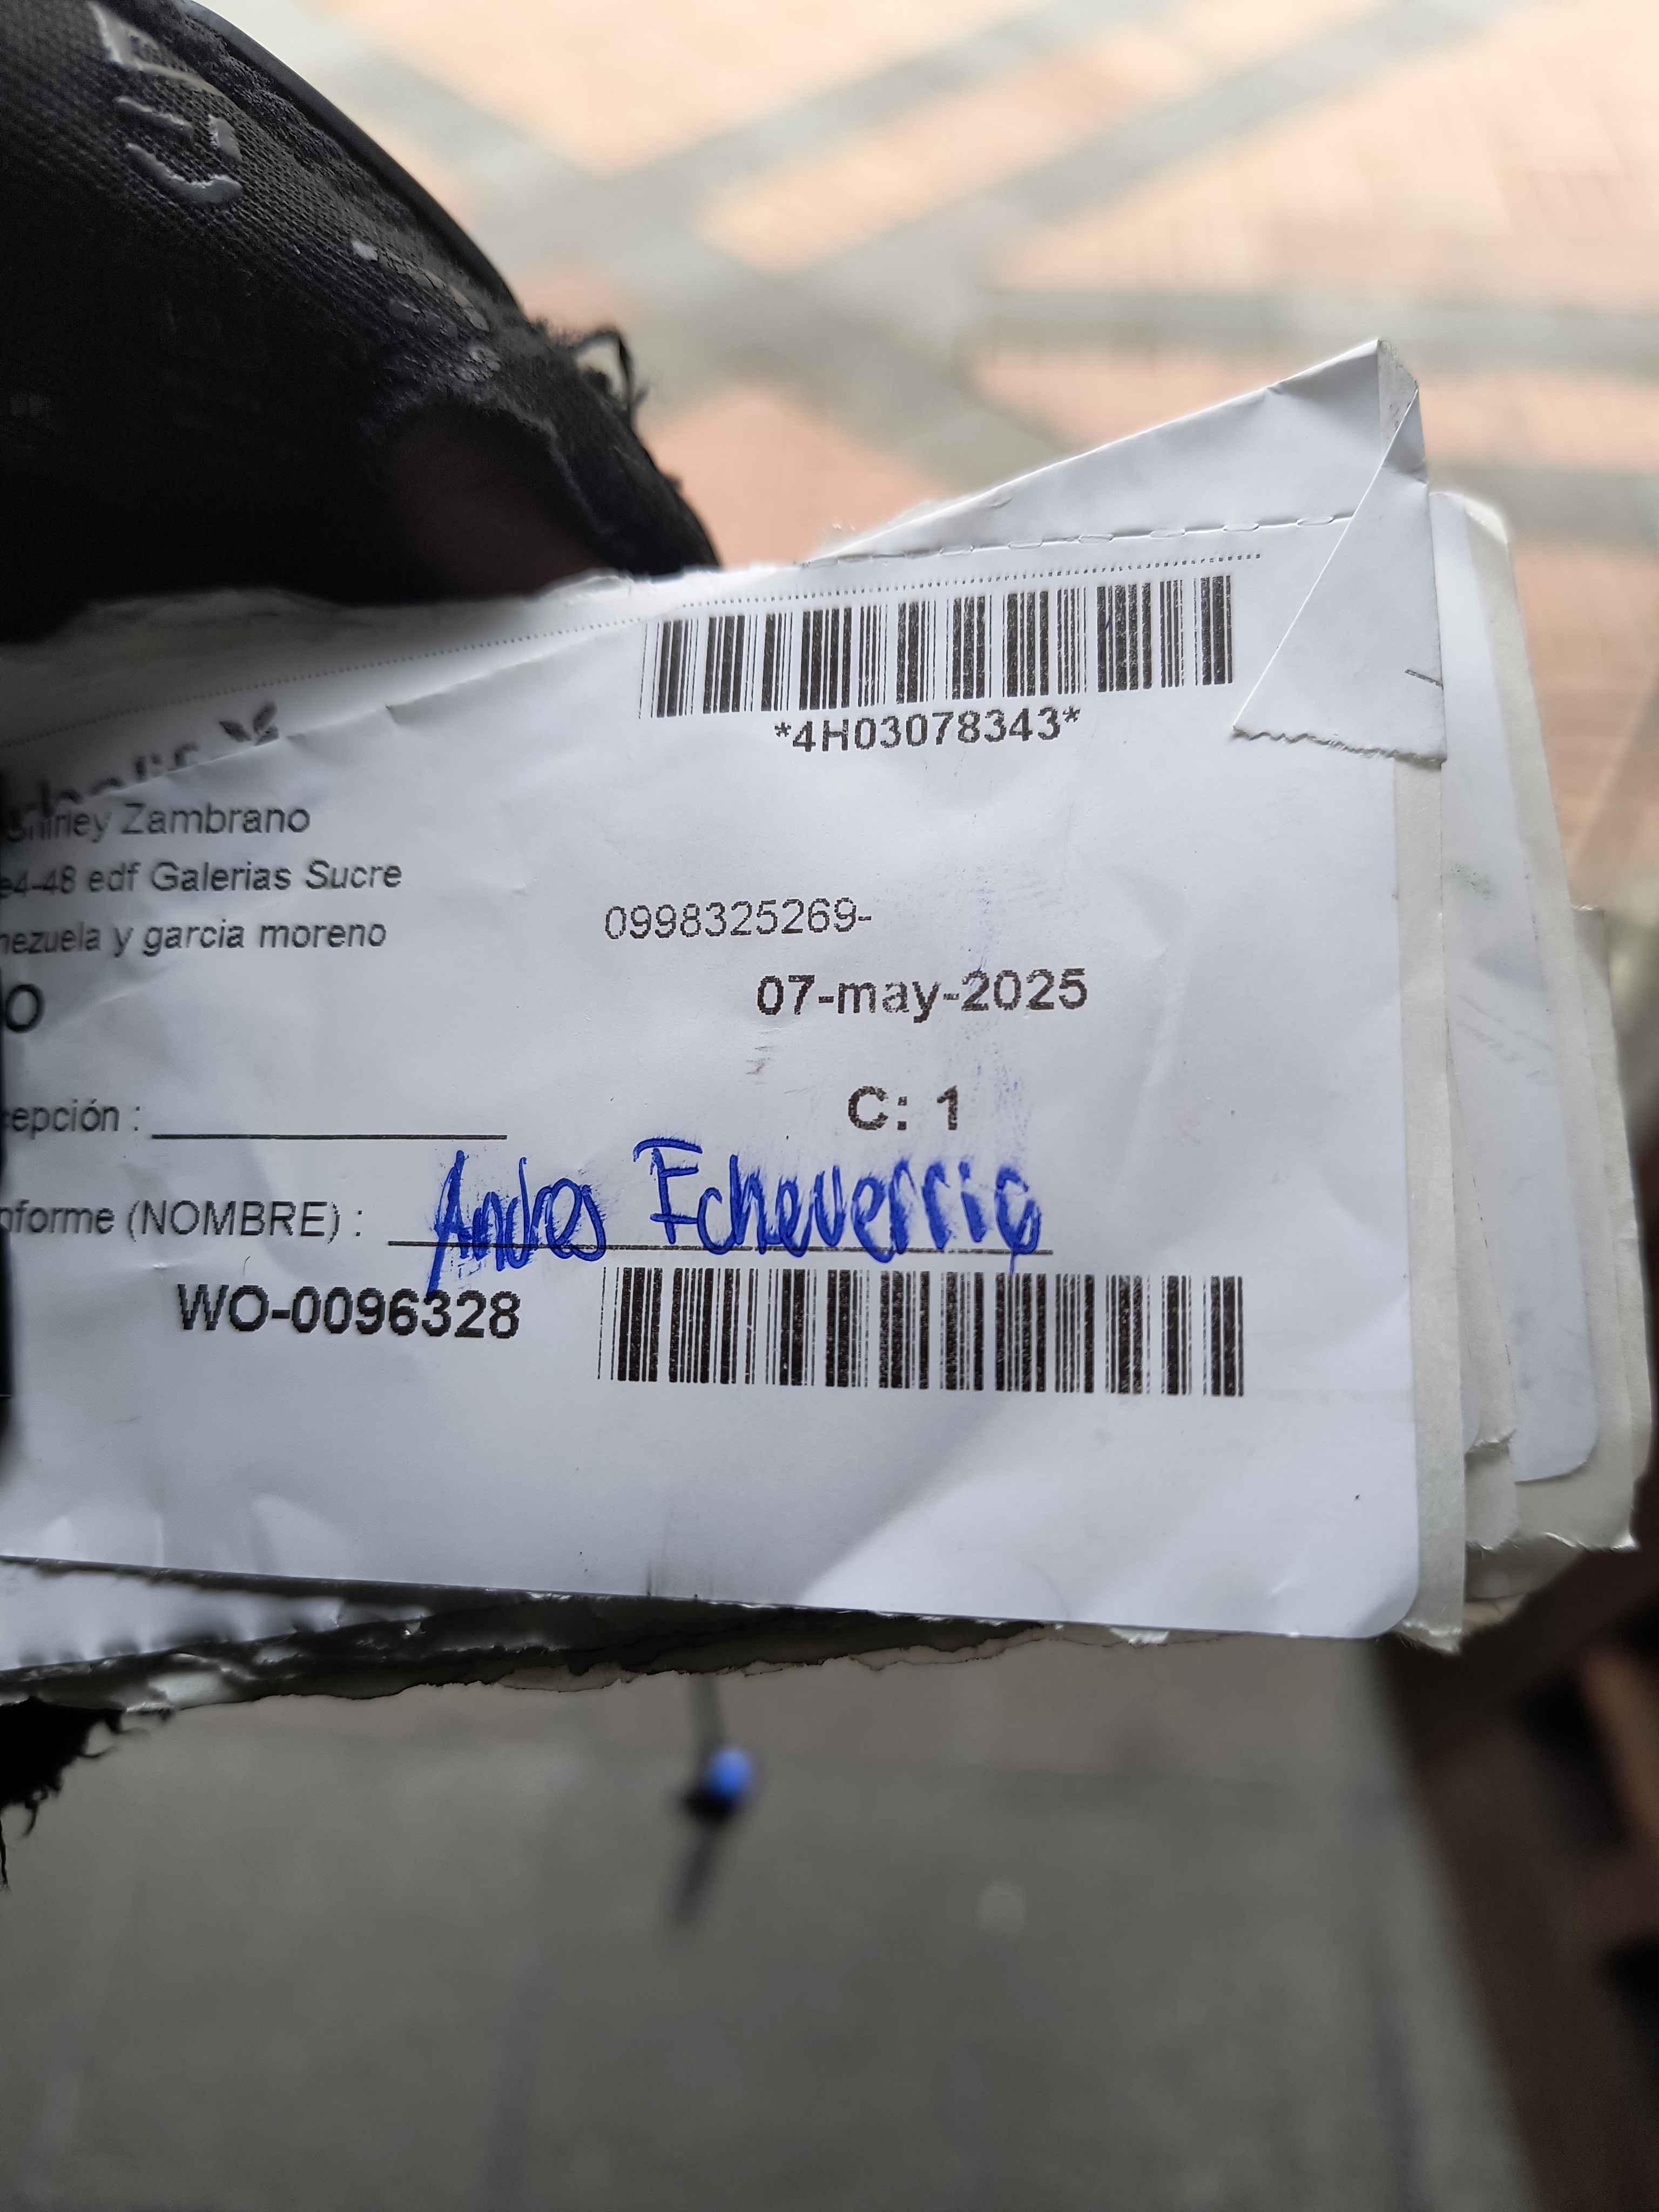 *4H03078343*
Shirley Zambrano
e4-48 edf Galerias Sucre
nezuela y garcia moreno
0998325269-
O
07-may-2025
cepción :
C: 1
nforme (NOMBRE) : Andres Echeverria
WO-0096328